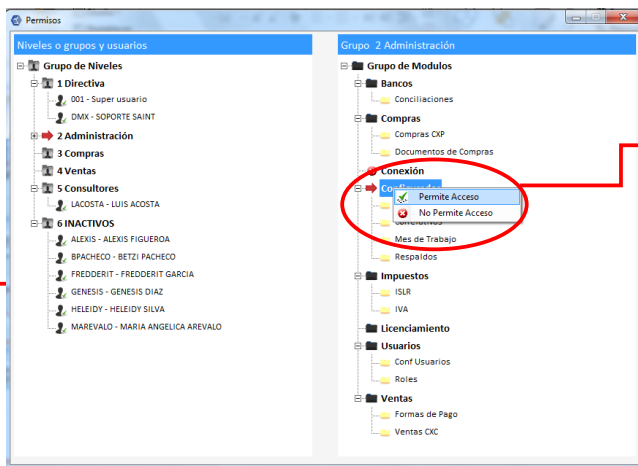 Permisos
Niveles o grupos y usuarios
Grupo de Niveles
1 Directiva
001 - Super usuario
DMX - SOPORTE SAINT
2 Administración
3 Compras
4 Ventas
5 Consultores
LACOSTA - LUIS ACOSTA
6 INACTIVOS
ALEXIS - ALEXIS FIGUEROA
BPACHECO - BETZI PACHECO
FREDDERIT - FREDDERIT GARCIA
GENESIS - GENESIS DIAZ
HELEIDY - HELEIDY SILVA
MAREVALO - MARIA ANGELICA AREVALO
Grupo 2 Administración
Grupo de Modulos
Bancos
Conciliaciones
Compras
Compras CXP
Documentos de Compras
Conexión
Permite Acceso
No Permite Acceso
Mes de Trabajo
Respaldos
Impuestos
ISLR
IVA
Licenciamiento
Usuarios
Conf Usuarios
Roles
Ventas
Formas de Pago
Ventas CXC